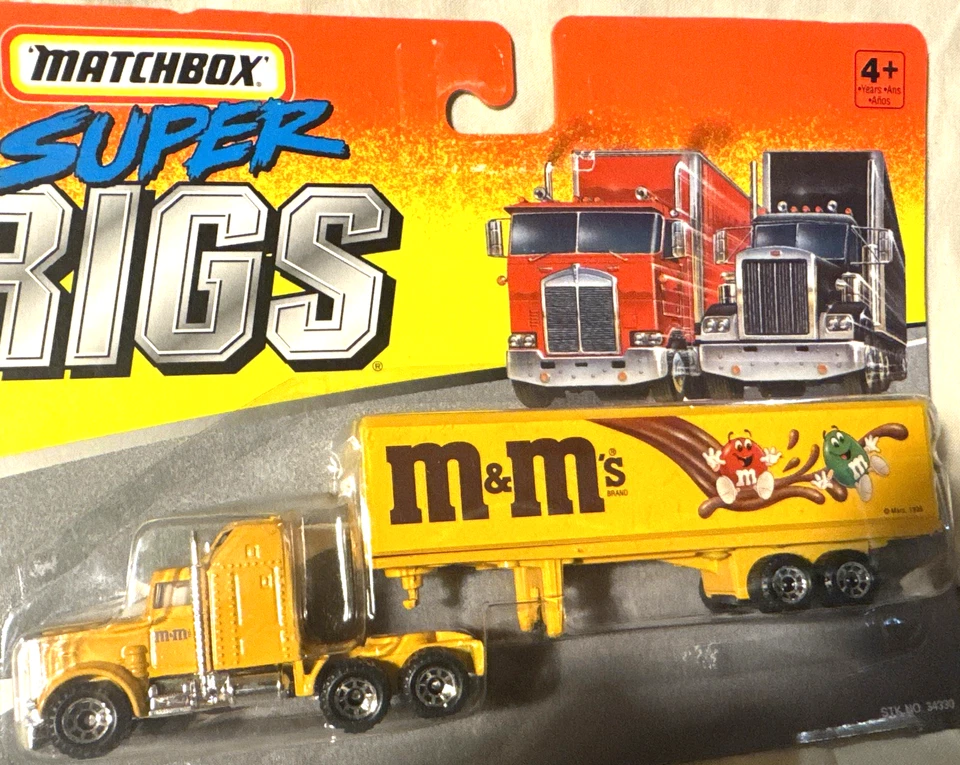 'MATCHBOX'
SUPER
RIGS
®
4+
•Years •Ans
•Años
m&m's®
BRAND
m&m's
STK NO. 34330